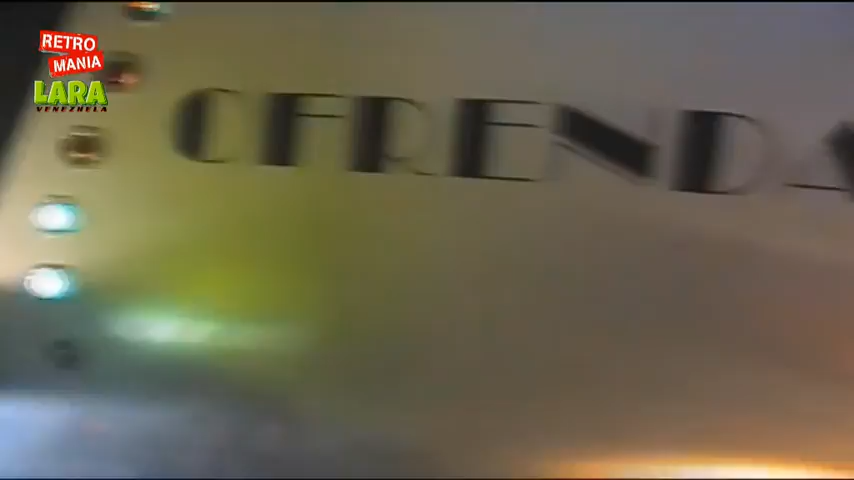 RETRO
MANIA
LARA
VENEZUELA
OFRENDA